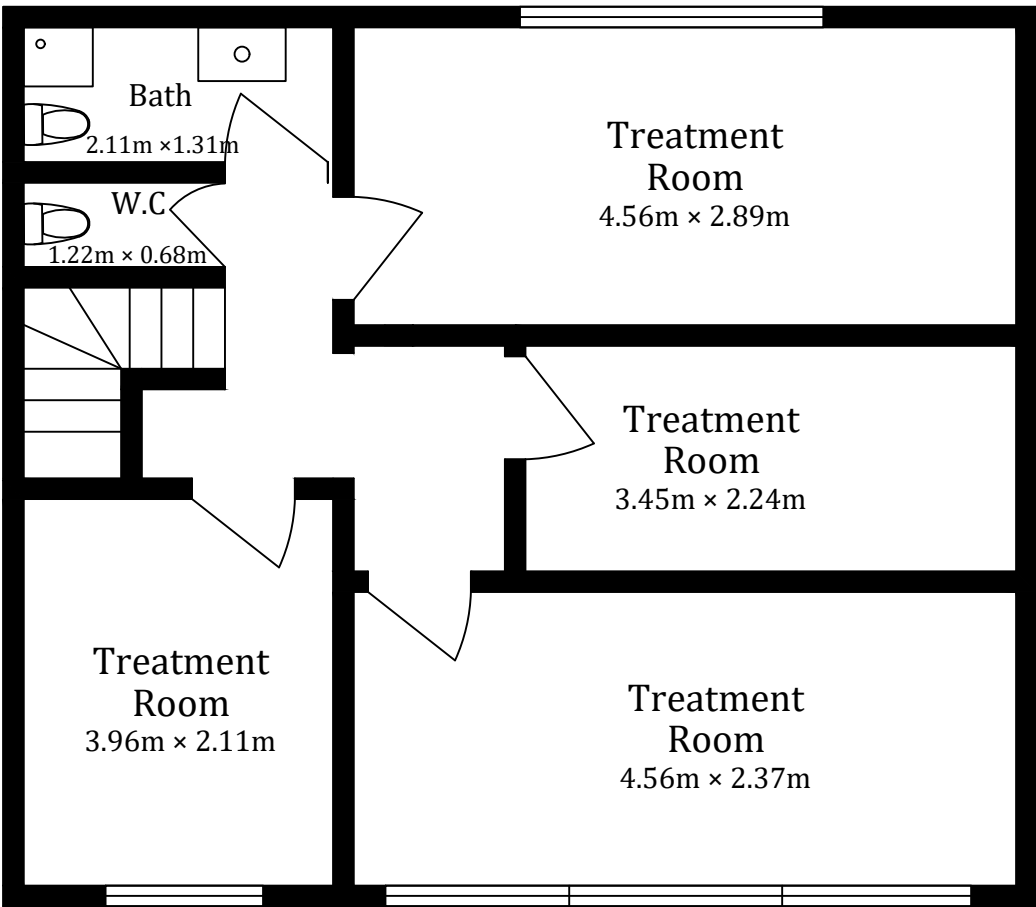 Bath
2.11m ×1.31m
W.C
1.22m × 0.68m
Treatment
Room
4.56m × 2.89m
Treatment
Room
3.45m × 2.24m
Treatment
Room
3.96m × 2.11m
Treatment
Room
4.56m × 2.37m